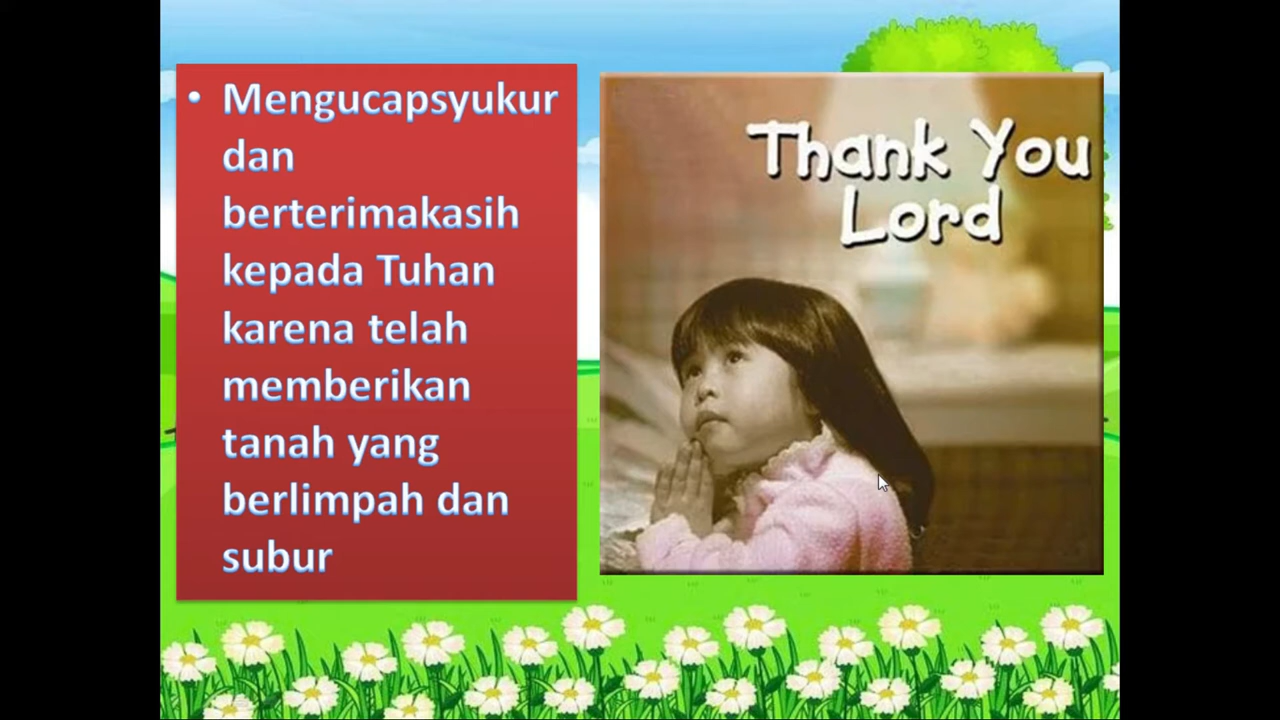 • Mengucapsyukur
dan
berterimakasih
kepada Tuhan
karena telah
memberikan
tanah yang
berlimpah dan
subur
Thank You
Lord